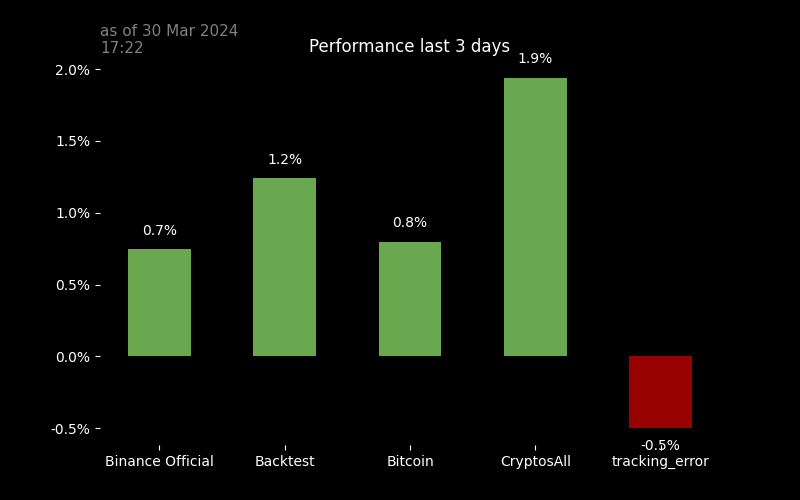 as of 30 Mar 2024
17:22
Performance last 3 days
2.0%
1.5%
1.0%
0.5%
0.0%
-0.5%
0.7%
1.2%
0.8%
1.9%
-0.5%
Binance Official
Backtest
Bitcoin
CryptosAll
tracking_error